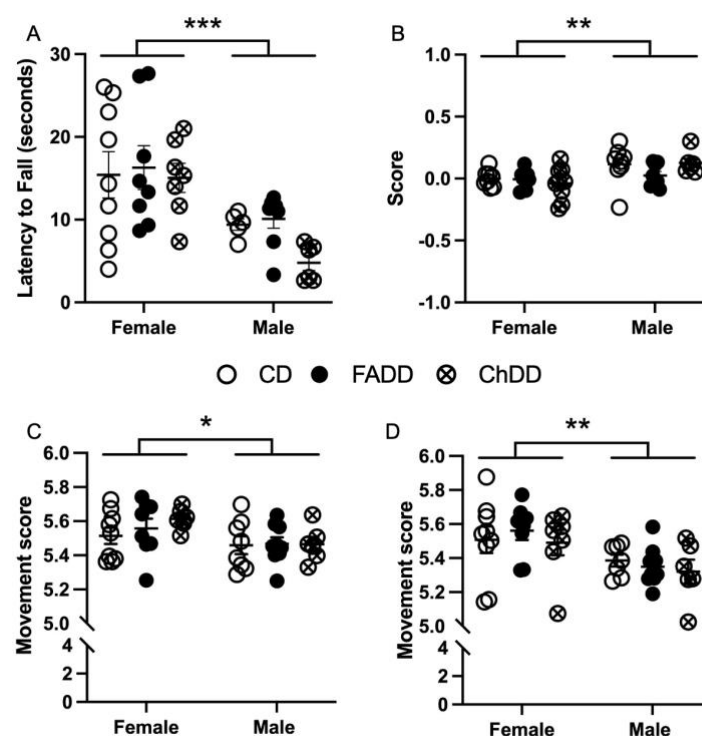 A
***
Latency to Fall (seconds)
30
20
10
0
Female
Male
B
**
Score
1.0
0.5
0.0
-0.5
-1.0
Female
Male
CD
FADD
ChDD
C
*
Movement score
6.0
5.8
5.6
5.4
5.2
5.0
4
2
0
Female
Male
D
**
Movement score
6.0
5.8
5.6
5.4
5.2
5.0
4
2
0
Female
Male